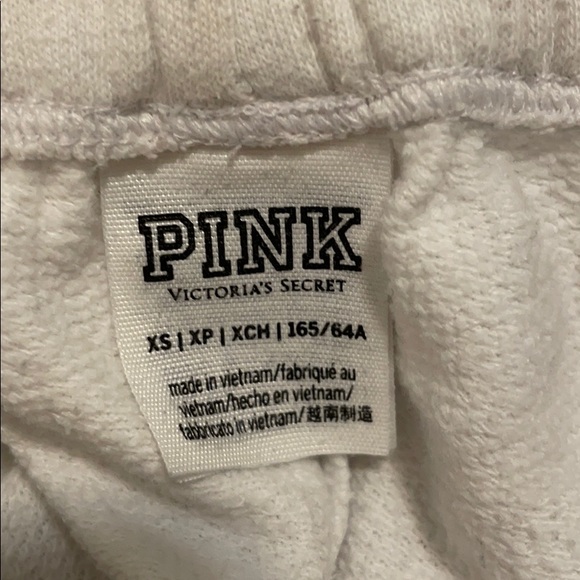 PINK
VICTORIA'S SECRET
XS | XP | XCH | 165/64A
made in vietnam/fabriqué au
vietnam/hecho en vietnam/
fabbricato in vietnam/越南制造